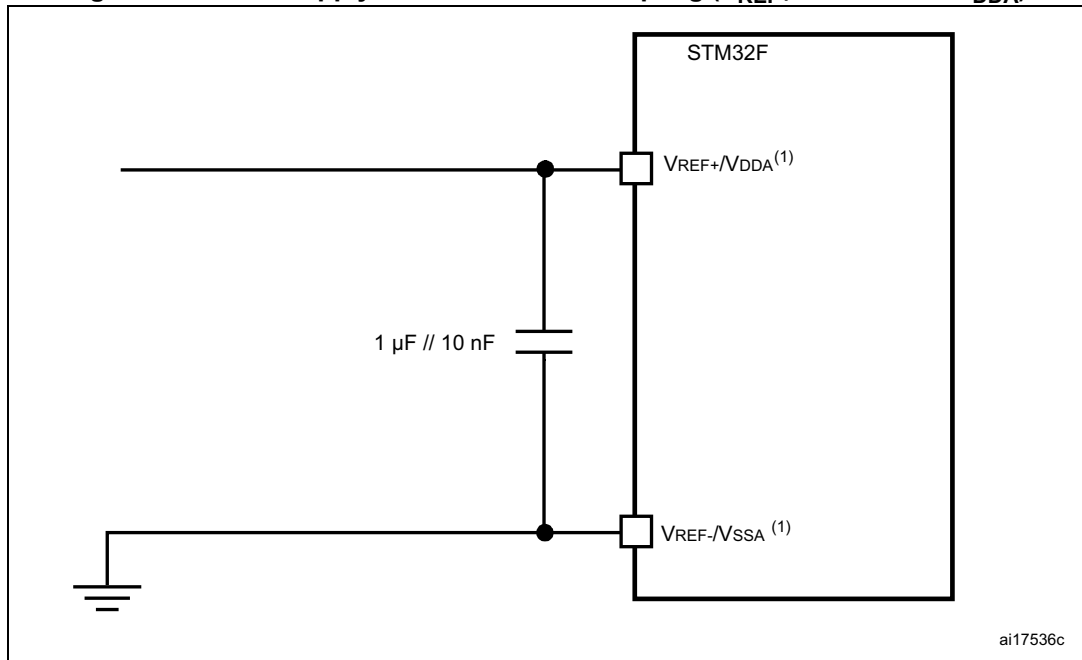 STM32F
VREF+/VDDA(1)
1 µF // 10 nF
VREF-/VSSA (1)
ai17536c